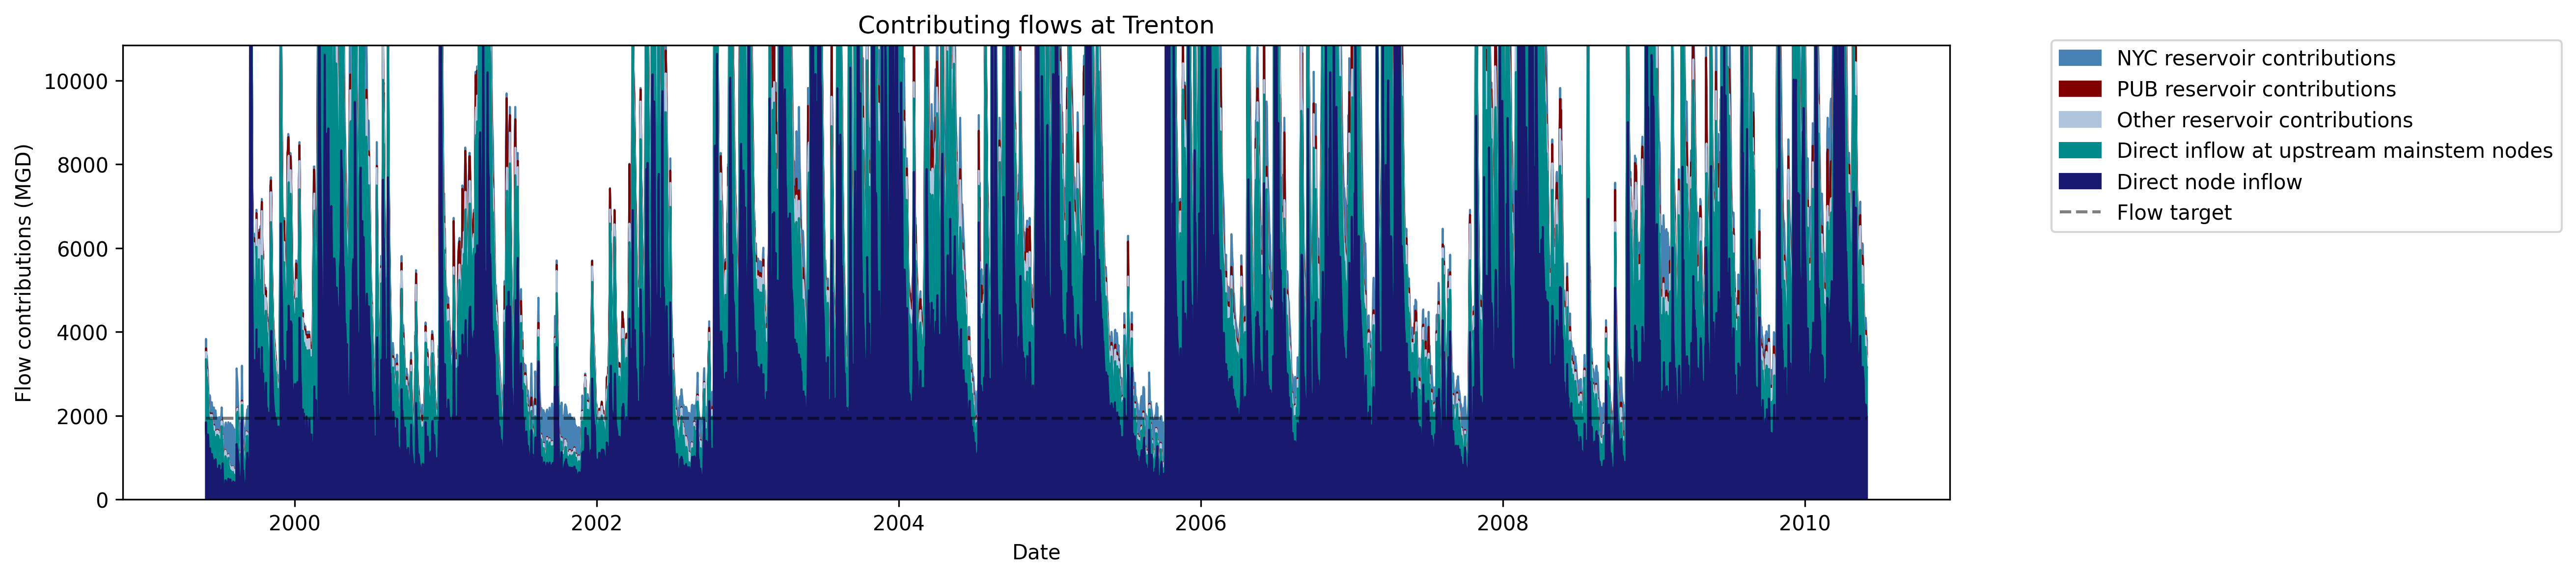 Contributing flows at Trenton
Flow contributions (MGD)
10000
8000
6000
4000
2000
0
2000
2002
2004
2006
2008
2010
Date
NYC reservoir contributions
PUB reservoir contributions
Other reservoir contributions
Direct inflow at upstream mainstem nodes
Direct node inflow
Flow target